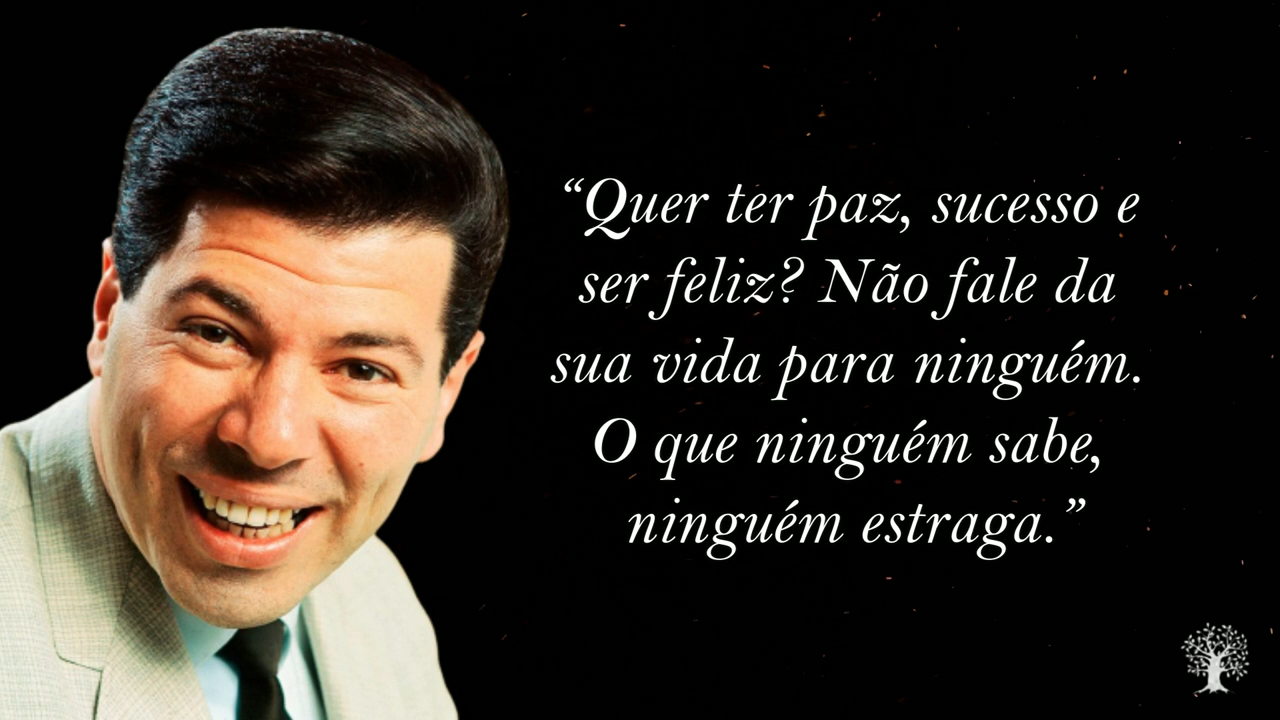 “Quer ter paz, sucesso e
ser feliz? Não fale da
sua vida para ninguém.
O que ninguém sabe,
ninguém estraga.”